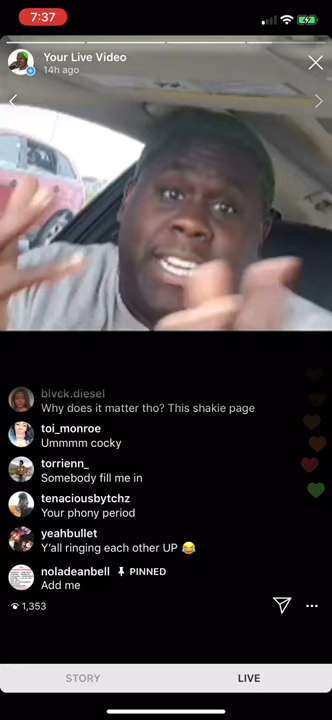 7:37
Your Live Video
14h ago
blvck.diesel
Why does it matter tho? This shakie page
toi_monroe
Ummmm cocky
torrienn_
Somebody fill me in
tenaciousbytchz
Your phony period
yeahbullet
Y'all ringing each other UP 😂
noladeanbell PINNED
Add me
1,353
STORY LIVE